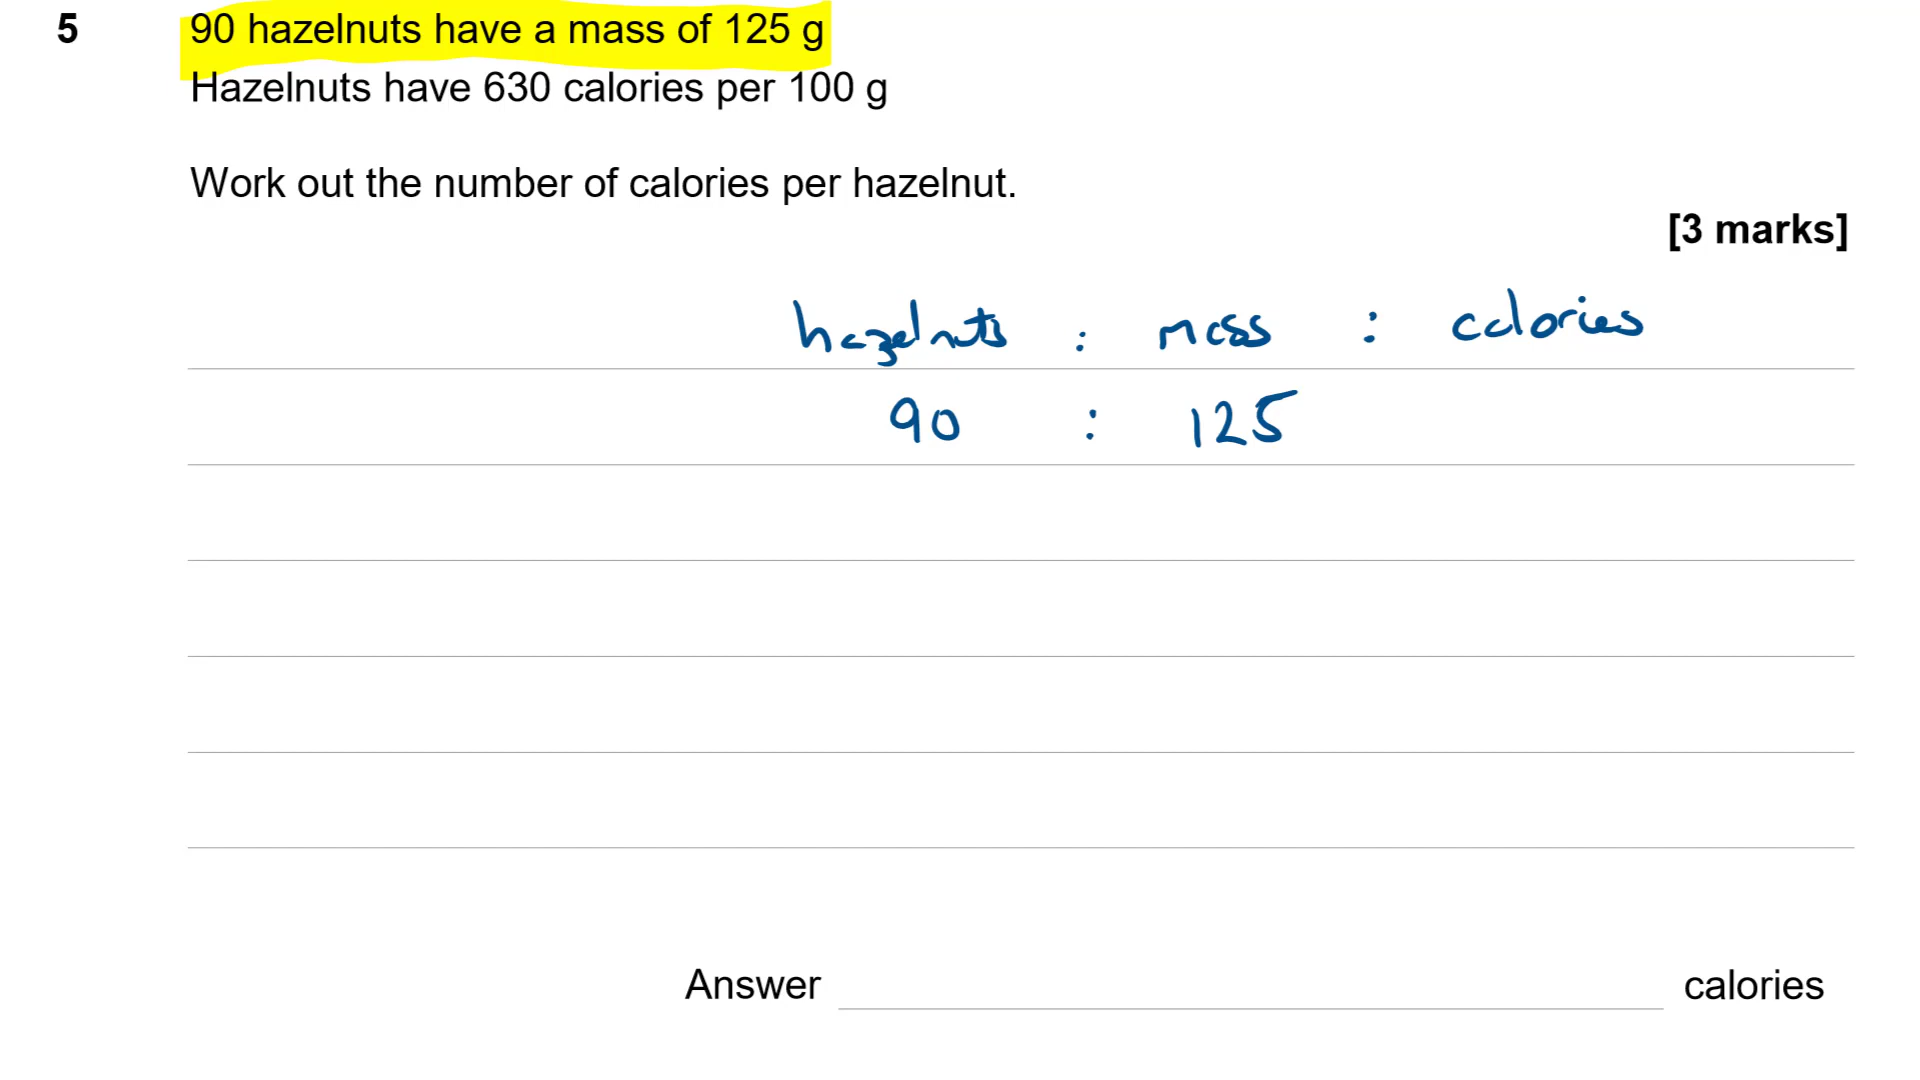 5 90 hazelnuts have a mass of 125 g
Hazelnuts have 630 calories per 100 g
Work out the number of calories per hazelnut.
[3 marks]
hazelnuts : mass : calories
90 : 125
Answer calories